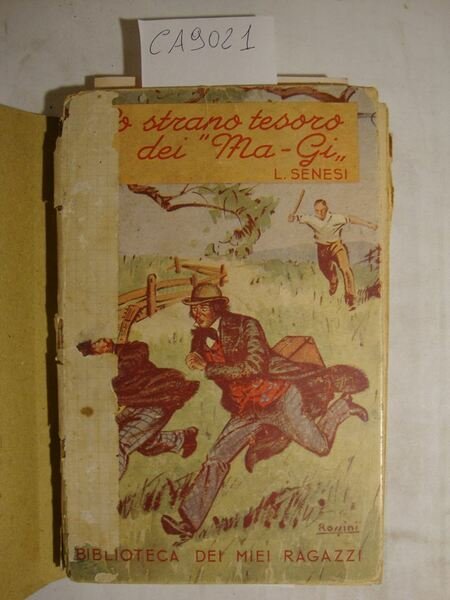 CA9021
o strano tesoro
dei "Ma-Gi"
L. SENESI
Rossini
BIBLIOTECA DEI MIEI RAGAZZI